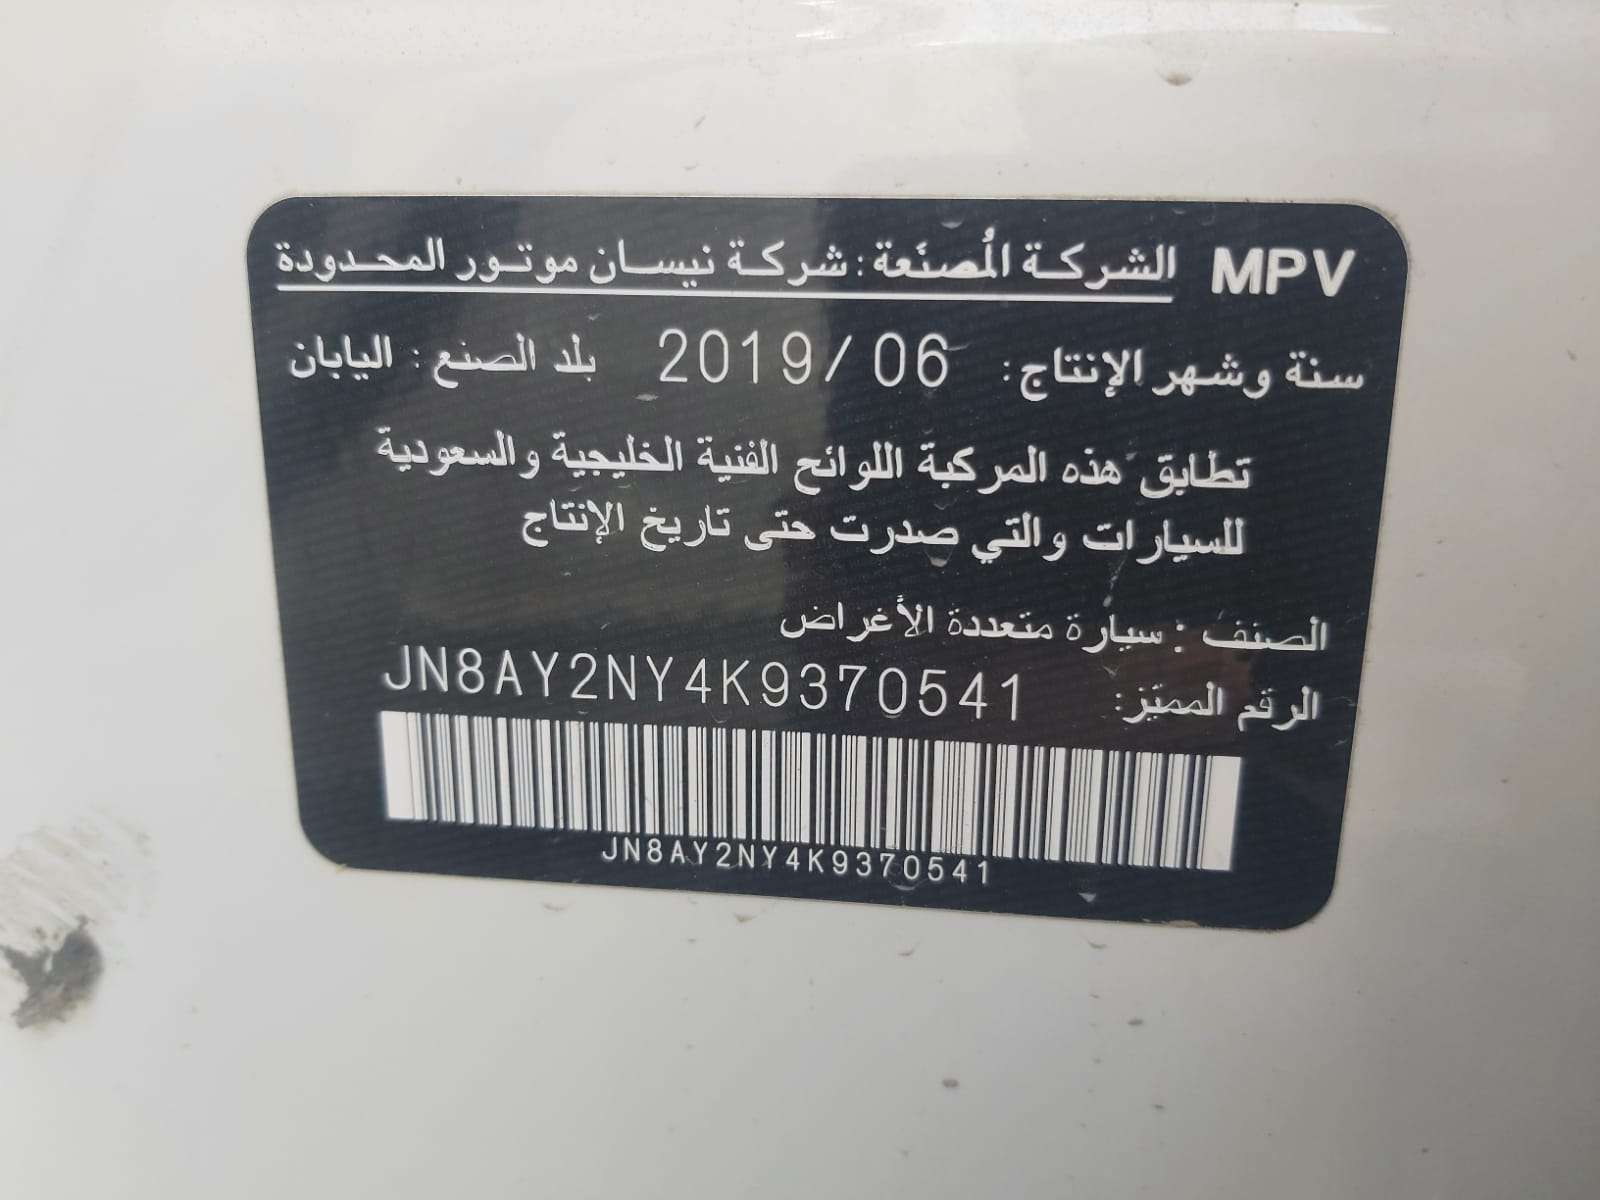 MPV الشركة المُصنَعة : شركة نيسان موتور المحدودة
سنة وشهر الإنتاج: 2019/06 بلد الصنع : اليابان
تطابق هذه المركبة اللوائح الفنية الخليجية والسعودية
للسيارات والتي صدرت حتى تاريخ الإنتاج
الصنف : سيارة متعددة الأغراض
الرقم المميّز: JN8AY2NY4K9370541
JN8AY2NY4K9370541